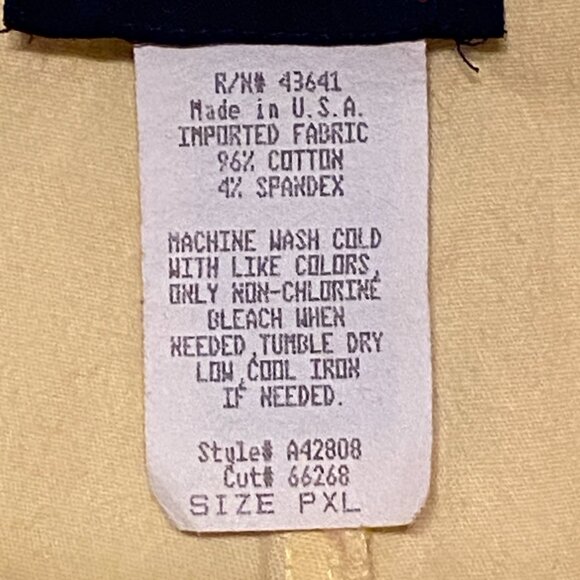 R/N# 43641
Made in U.S.A.
IMPORTED FABRIC
96% COTTON
4% SPANDEX
MACHINE WASH COLD
WITH LIKE COLORS,
ONLY NON-CHLORINE
BLEACH WHEN
NEEDED,TUMBLE DRY
LOW,COOL IRON
IF NEEDED.
Style# A42808
Cut# 66268
SIZE PXL